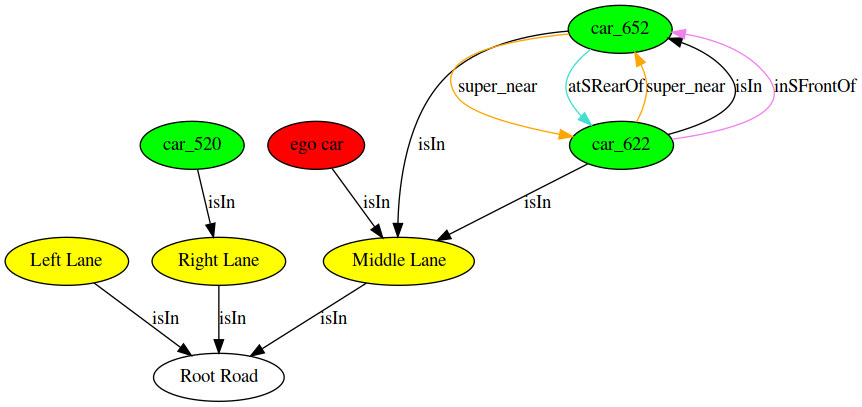 car_652
super_near
atSRearOf
super_near
isIn
inSFrontOf
car_520
ego car
isIn
car_622
isIn
isIn
isIn
Left Lane
Right Lane
Middle Lane
isIn
isIn
isIn
Root Road